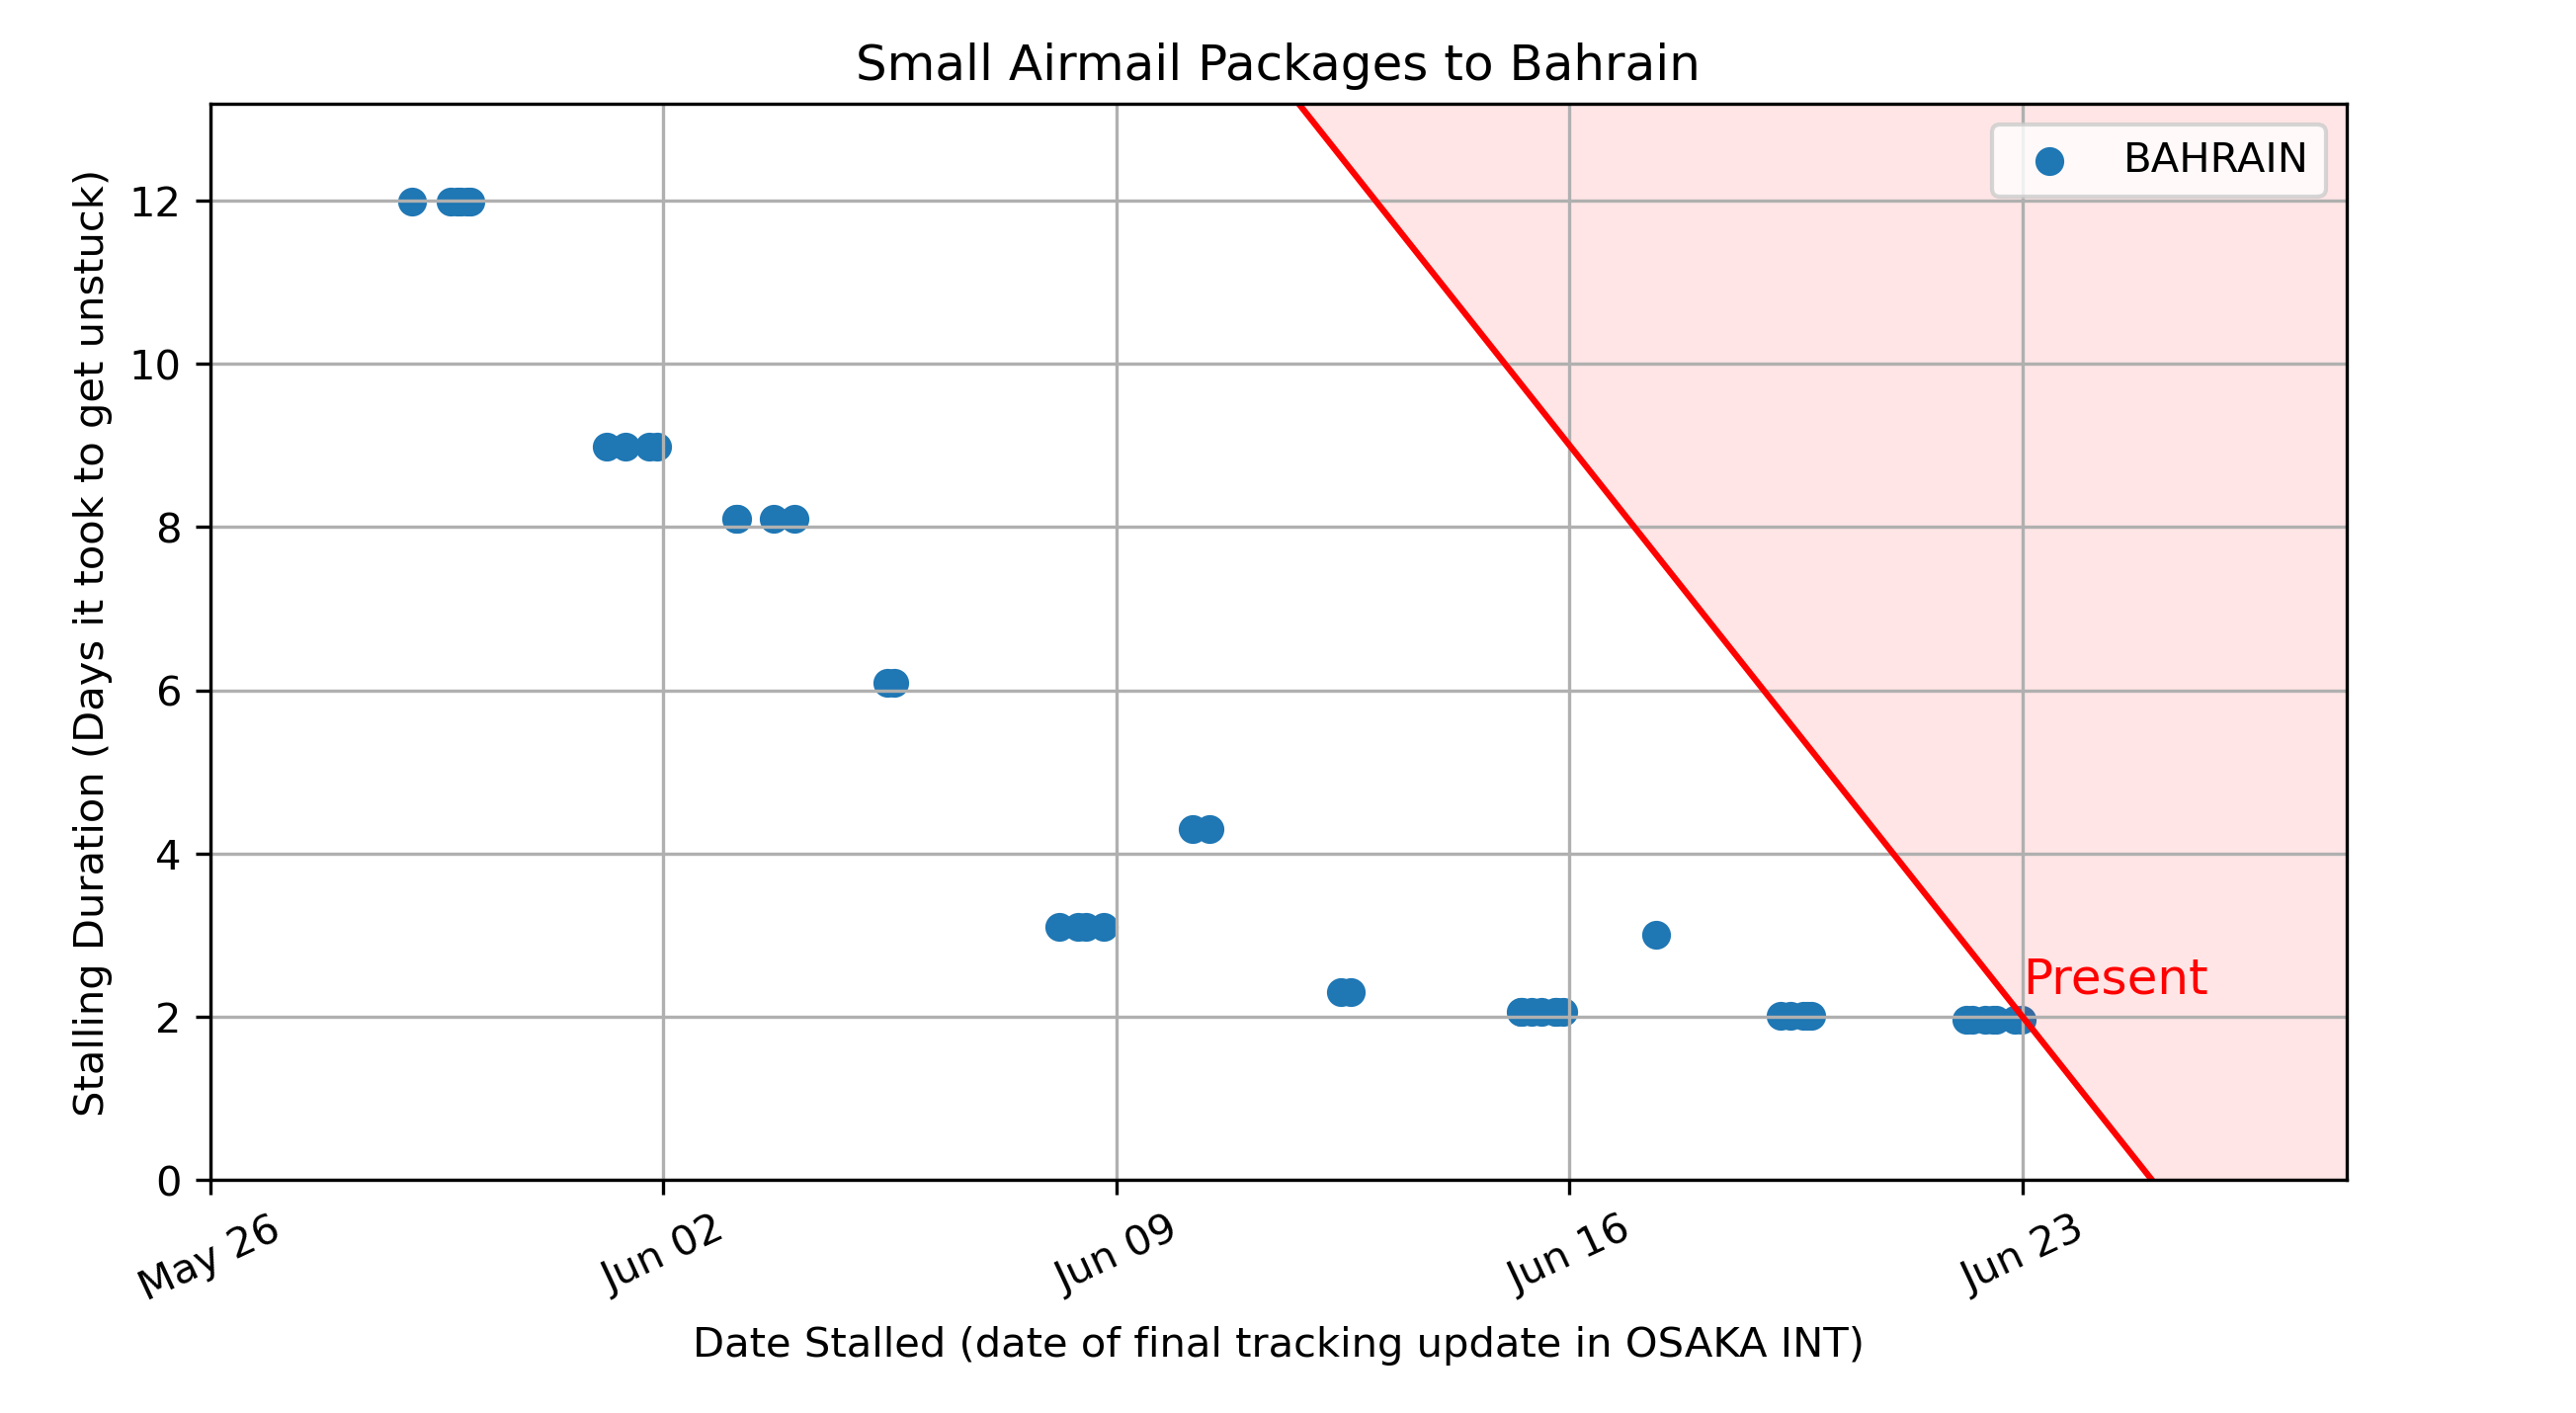 Small Airmail Packages to Bahrain
BAHRAIN
Stalling Duration (Days it took to get unstuck)
12
10
8
6
4
2
0
Present
May 26
Jun 02
Jun 09
Jun 16
Jun 23
Date Stalled (date of final tracking update in OSAKA INT)